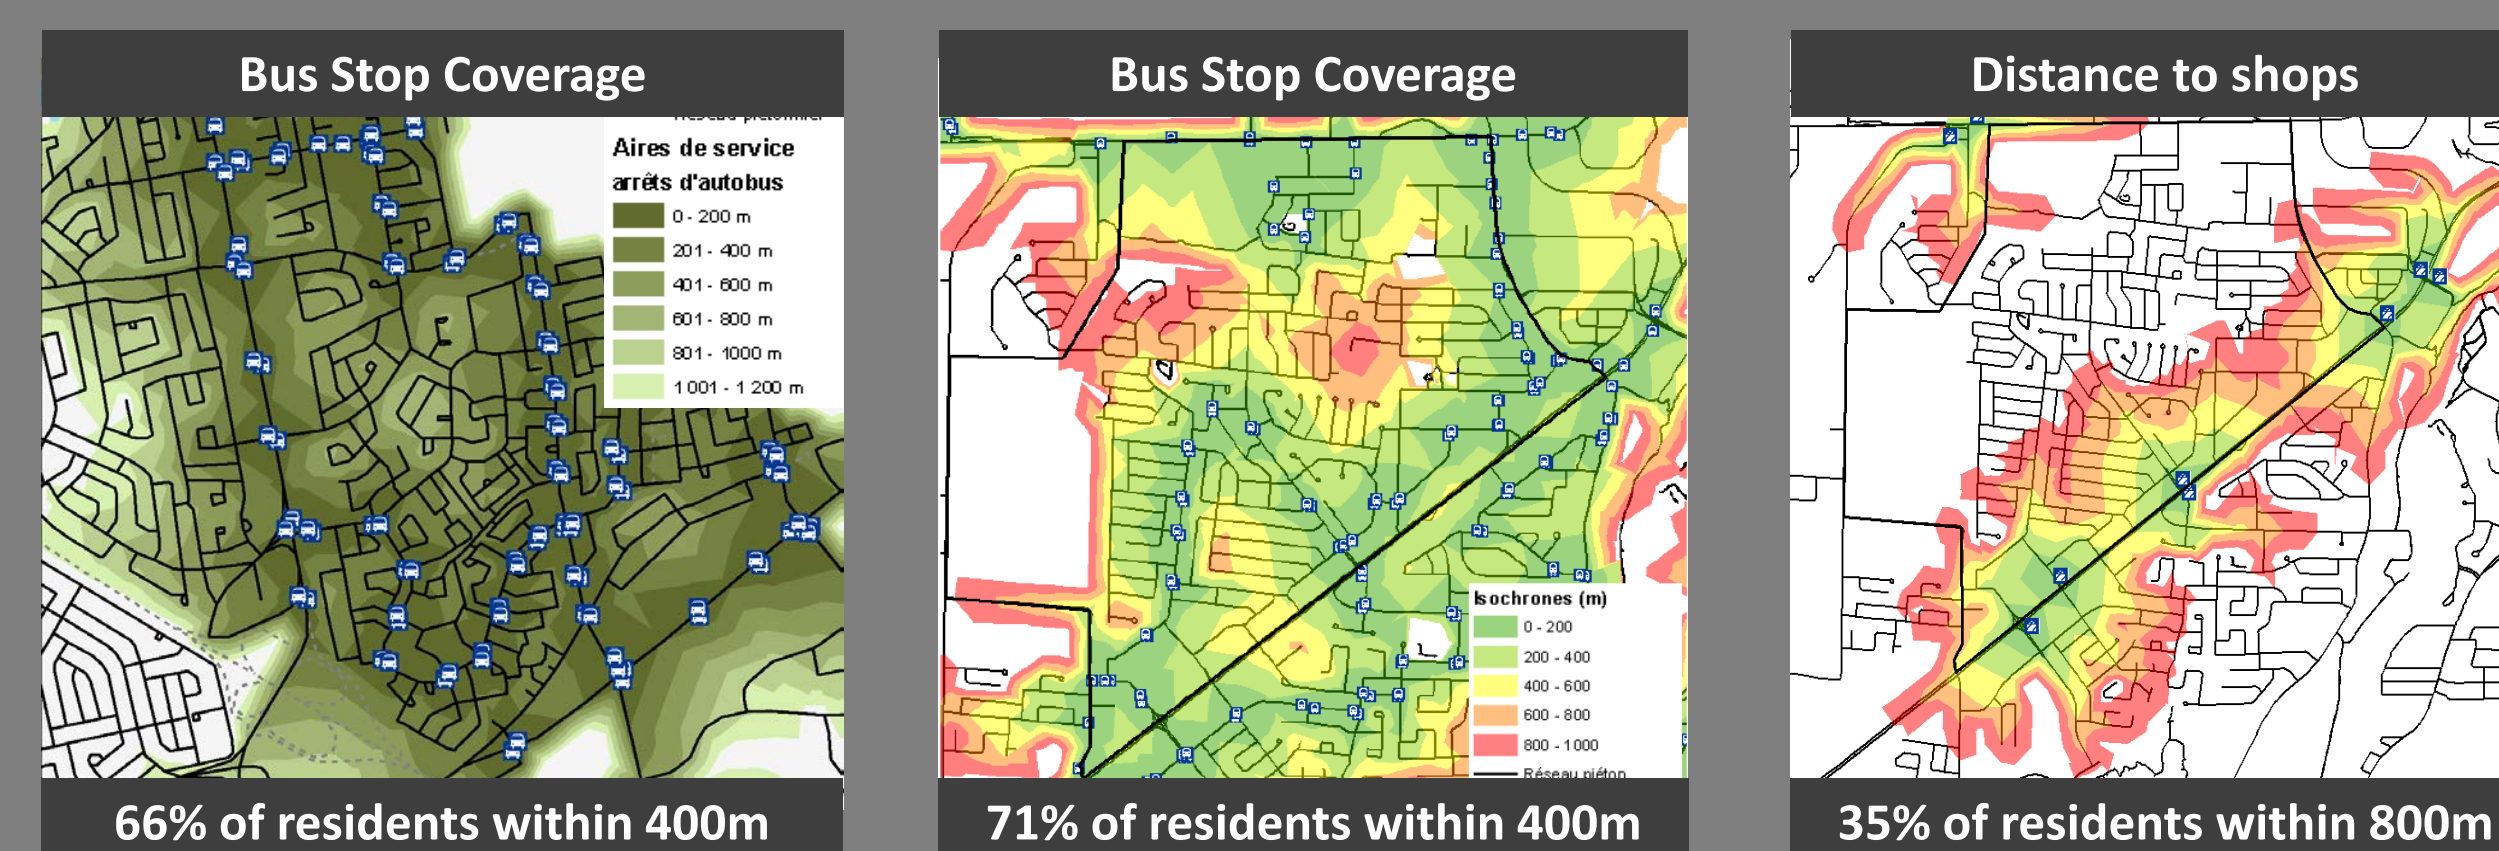 Bus Stop Coverage
Réseau piétonnier
Aires de service
arrêts d'autobus
0 - 200 m
201 - 400 m
401 - 600 m
601 - 800 m
801 - 1000 m
1 001 - 1 200 m
66% of residents within 400m
Bus Stop Coverage
Isochrones (m)
0 - 200
200 - 400
400 - 600
600 - 800
800 - 1000
Réseau piéton
71% of residents within 400m
Distance to shops
35% of residents within 800m